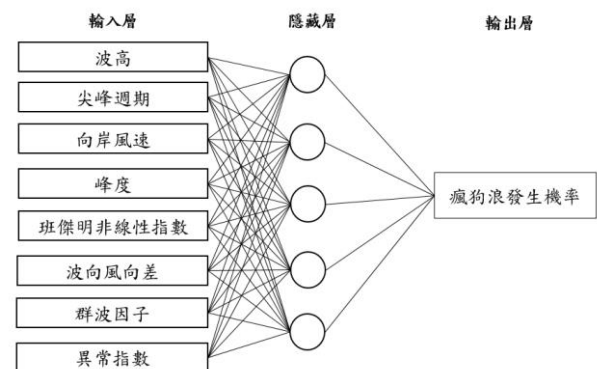 輸入層
隱藏層
輸出層
波高
尖峰週期
向岸風速
峰度
班傑明非線性指數
波向風向差
群波因子
異常指數
瘋狗浪發生機率